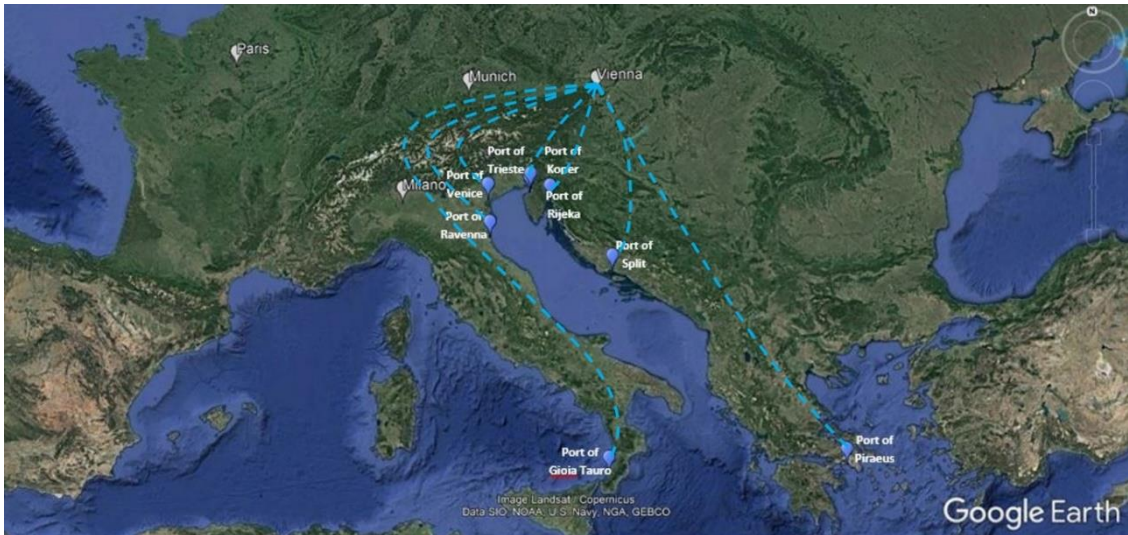 N
Paris
Munich
Vienna
Port of
Trieste
Port of
Koper
Port of
Venice
Milano
Port of
Rijeka
Port of
Ravenna
Port of
Split
Port of
Piraeus
Port of
Gioia Tauro
Image Landsat / Copernicus
Data SIO, NOAA, U.S. Navy, NGA, GEBCO
Google Earth